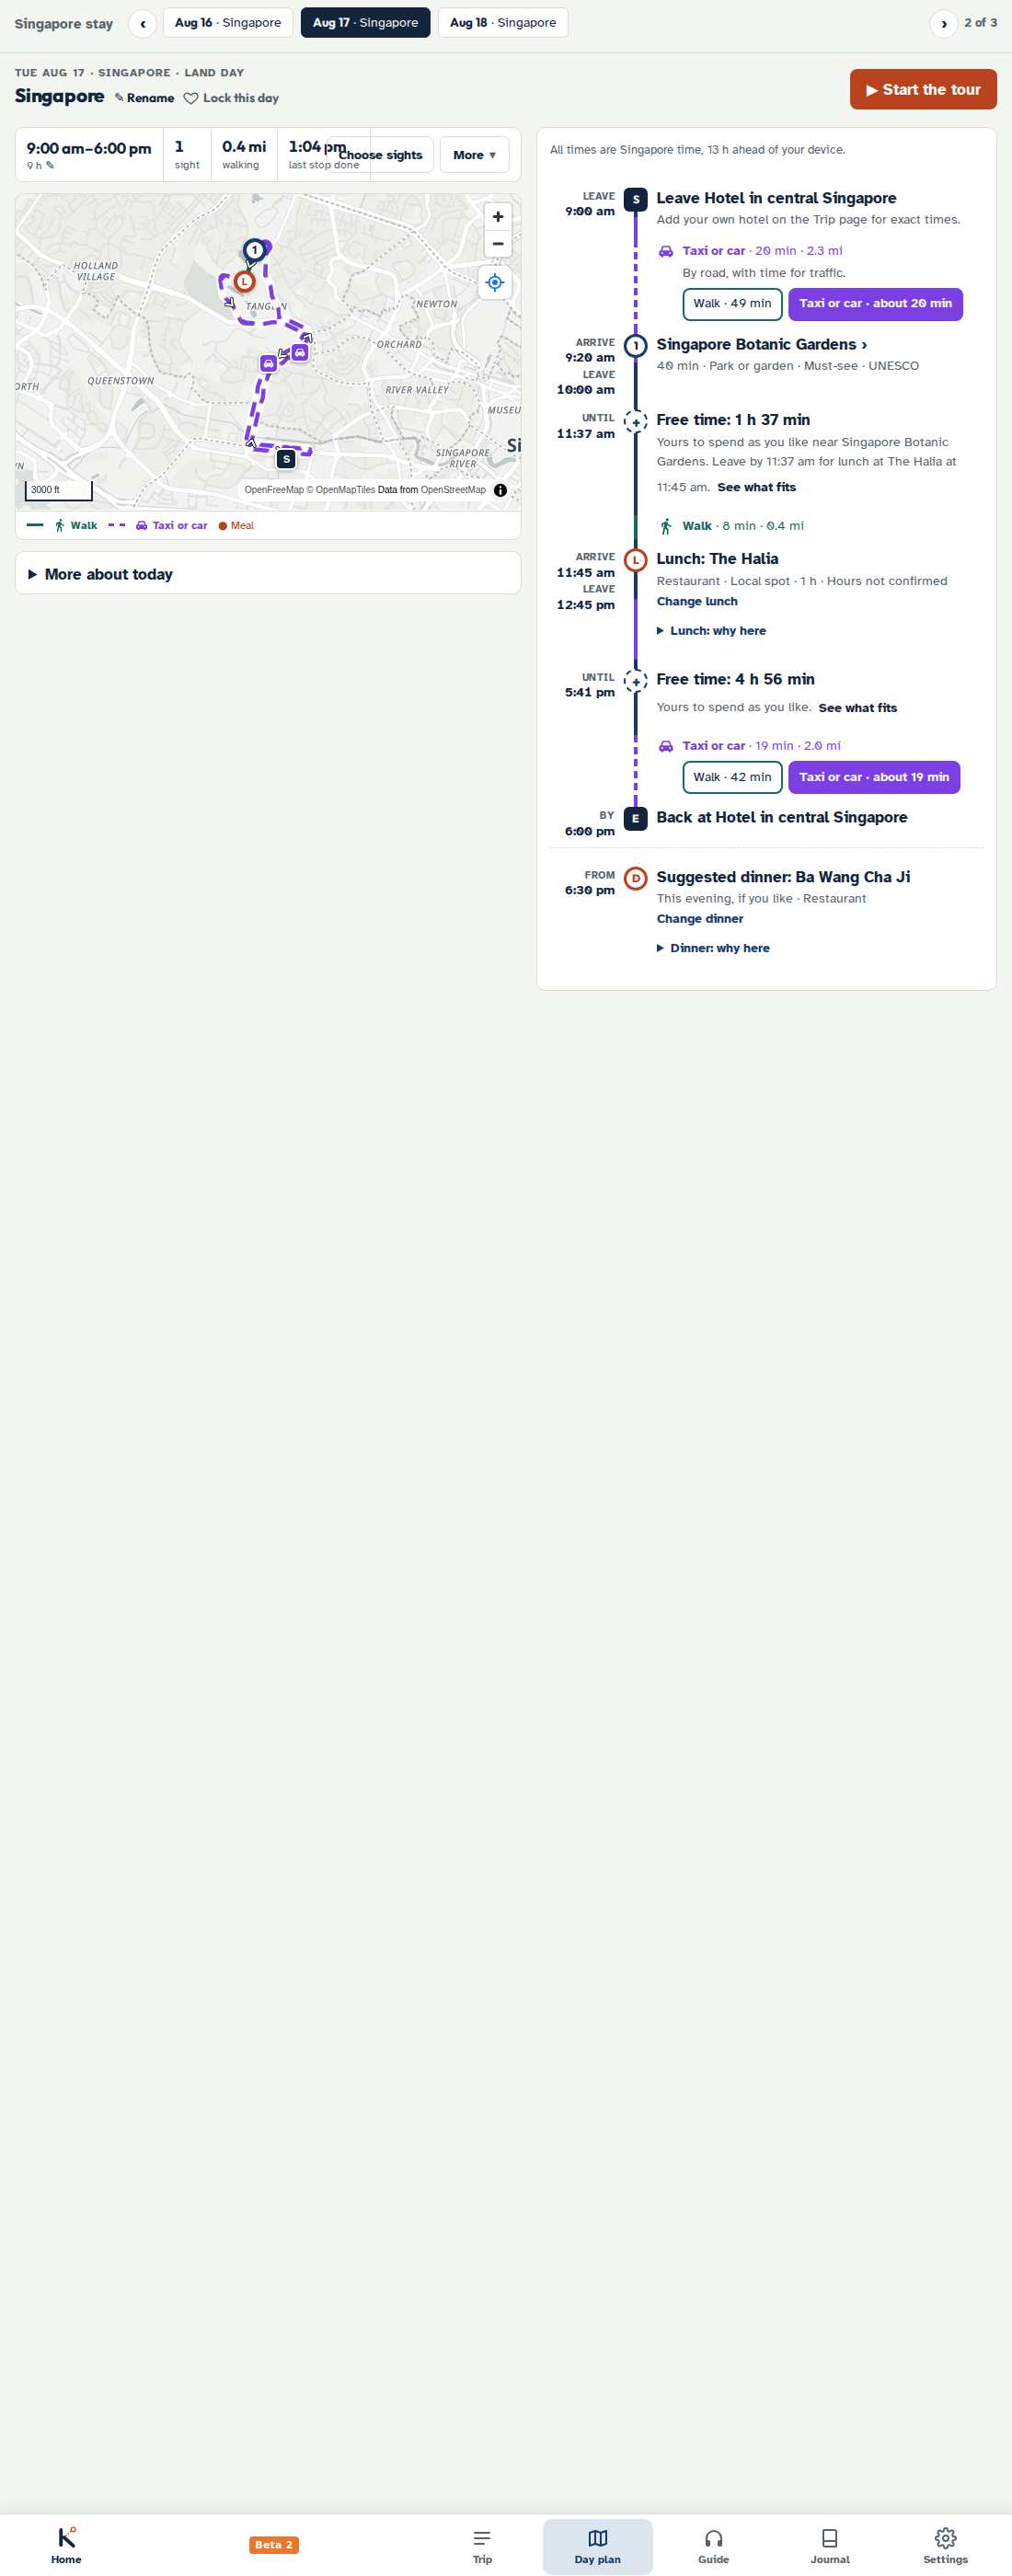 Singapore stay
‹
Aug 16 · Singapore
Aug 17 · Singapore
Aug 18 · Singapore
›
2 of 3
TUE AUG 17 · SINGAPORE · LAND DAY
Singapore
✎ Rename
Lock this day
▶ Start the tour
9:00 am–6:00 pm
9 h ✎
1
sight
0.4 mi
walking
1:04 pm
last stop done
Choose sights
More ▾
HOLLAND
VILLAGE
NEWTON
ORCHARD
QUEENSTOWN
RIVER VALLEY
MUSEU
SINGAPORE
RIVER
Si
ORTH
1
L
S
+
−
3000 ft
OpenFreeMap © OpenMapTiles Data from OpenStreetMap
Walk
Taxi or car
Meal
▶ More about today
All times are Singapore time, 13 h ahead of your device.
LEAVE
9:00 am
S
Leave Hotel in central Singapore
Add your own hotel on the Trip page for exact times.
Taxi or car · 20 min · 2.3 mi
By road, with time for traffic.
Walk · 49 min
Taxi or car · about 20 min
ARRIVE
9:20 am
LEAVE
10:00 am
1
Singapore Botanic Gardens ›
40 min · Park or garden · Must-see · UNESCO
UNTIL
11:37 am
+
Free time: 1 h 37 min
Yours to spend as you like near Singapore Botanic
Gardens. Leave by 11:37 am for lunch at The Halia at
11:45 am. See what fits
Walk · 8 min · 0.4 mi
ARRIVE
11:45 am
LEAVE
12:45 pm
L
Lunch: The Halia
Restaurant · Local spot · 1 h · Hours not confirmed
Change lunch
▶ Lunch: why here
UNTIL
5:41 pm
+
Free time: 4 h 56 min
Yours to spend as you like. See what fits
Taxi or car · 19 min · 2.0 mi
Walk · 42 min
Taxi or car · about 19 min
BY
6:00 pm
E
Back at Hotel in central Singapore
FROM
6:30 pm
D
Suggested dinner: Ba Wang Cha Ji
This evening, if you like · Restaurant
Change dinner
▶ Dinner: why here
Home
Beta 2
Trip
Day plan
Guide
Journal
Settings